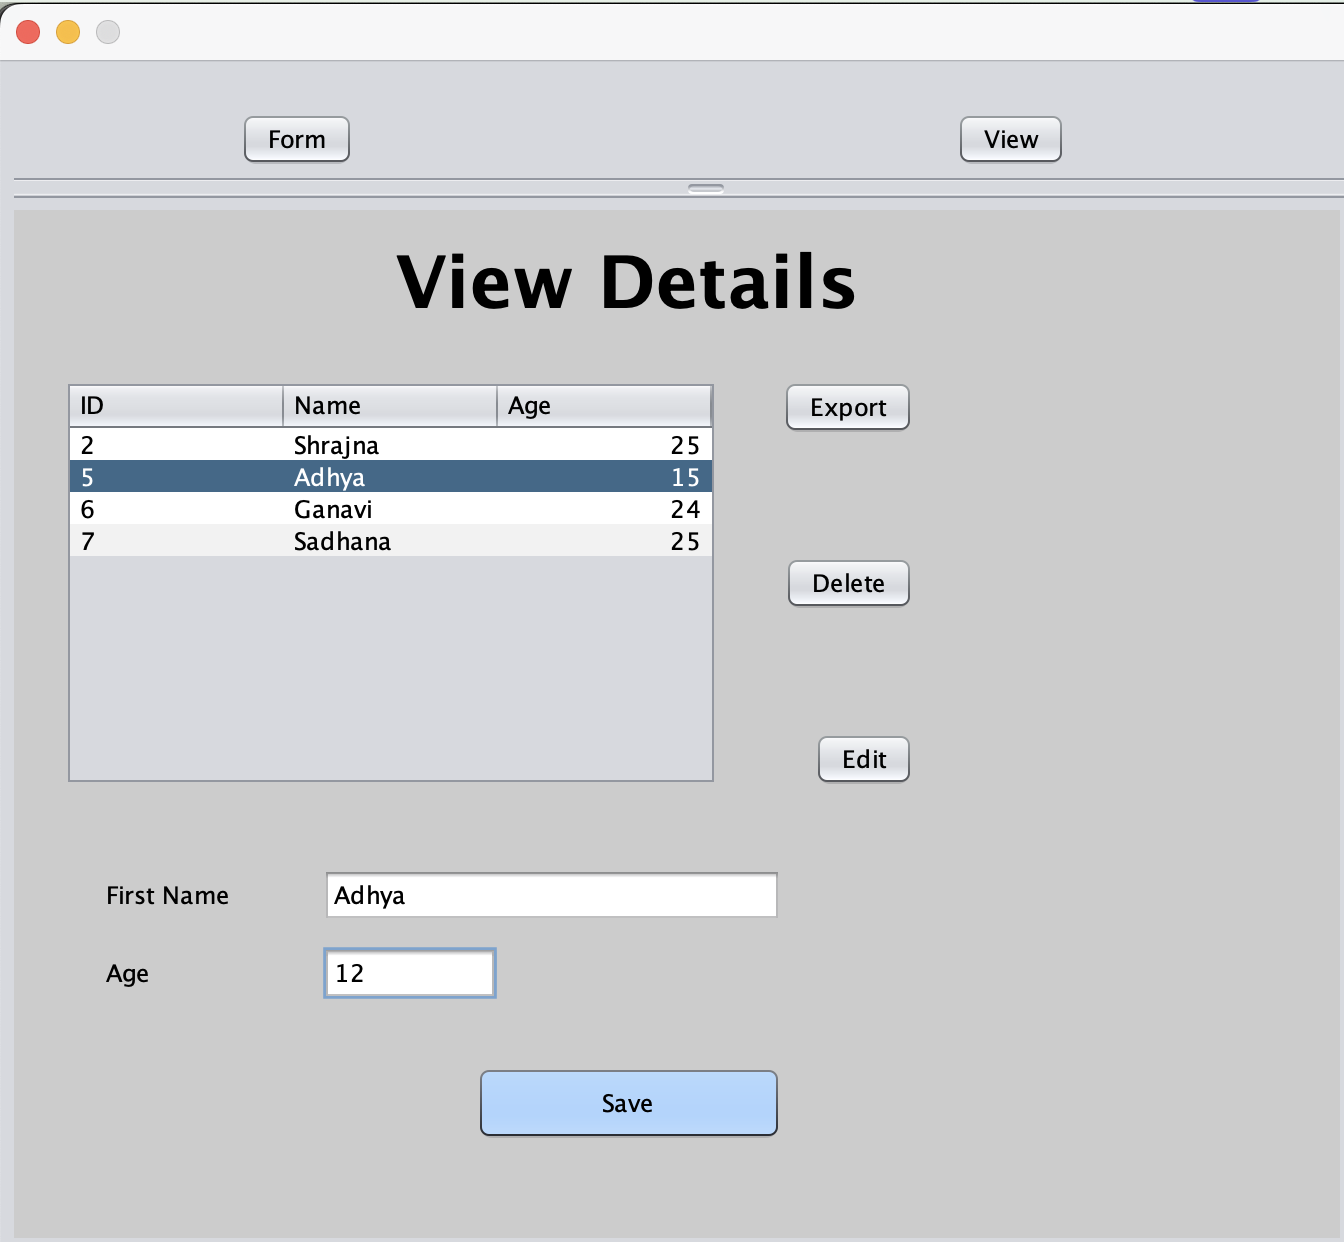 Form View
View Details
ID Name Age
2 Shrajna 25
5 Adhya 15
6 Ganavi 24
7 Sadhana 25
Export
Delete
Edit
First Name Adhya
Age 12
Save